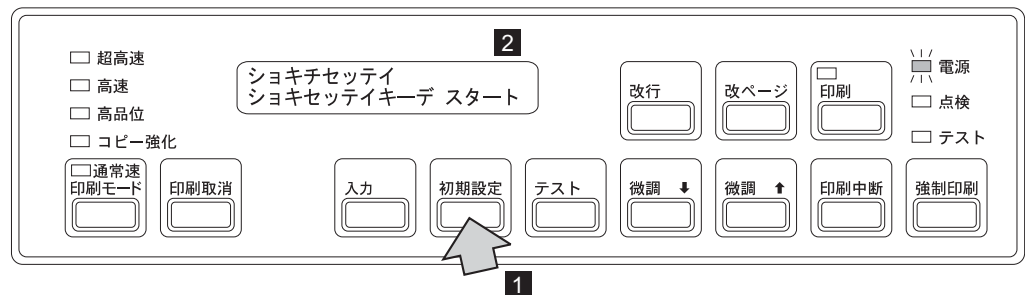 2
超高速
高速
高品位
コピー強化
ショキチセッテイ
ショキセッテイキーデ スタート
改行
改ページ
印刷
電源
点検
テスト
通常速
印刷モード
印刷取消
入力
初期設定
テスト
微調 ⬇
微調 ⬆
印刷中断
強制印刷
1